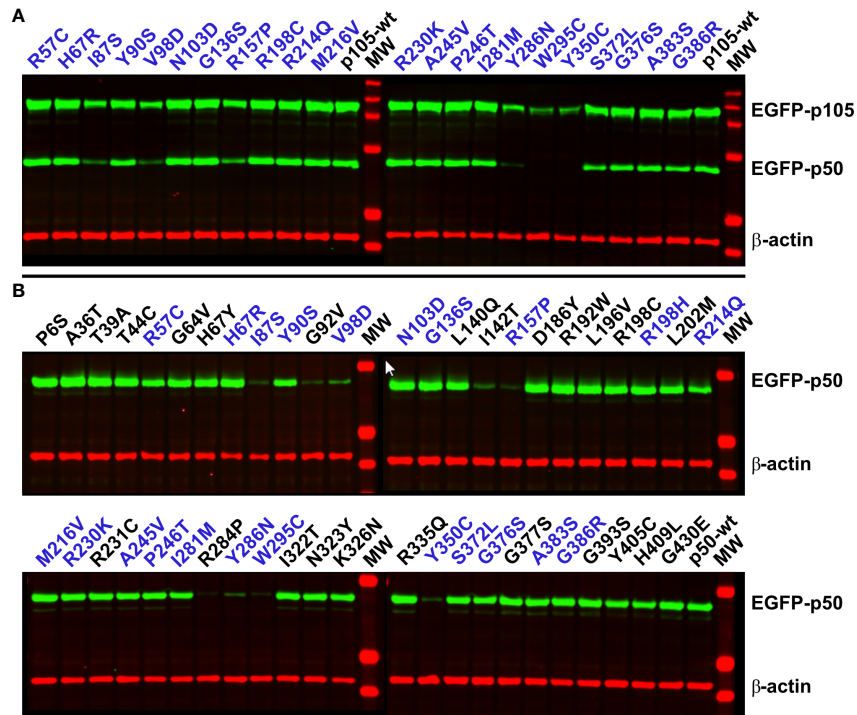 A
R57C H67R I87S Y90S V98D N103D G136S R157P R198C R214Q M216V p105-wt MW
R230K A245V P246T I281M Y286N W295C Y350C S372L G376S A383S G386R p105-wt MW
EGFP-p105
EGFP-p50
β-actin
B
P6S A36T T39A T44C R57C G64V H67Y H67R I87S Y90S G92V V98D MW
N103D G136S L140Q I142T R157P D186Y R192W L196V R198C R198H L202M R214Q MW
EGFP-p50
β-actin
M216V R230K R231C A245V P246T I281M R284P Y286N W295C I322T N323Y K326N MW
R335Q Y350C S372L G376S G377S A383S G386R G393S Y405C H409L G430E p50-wt MW
EGFP-p50
β-actin